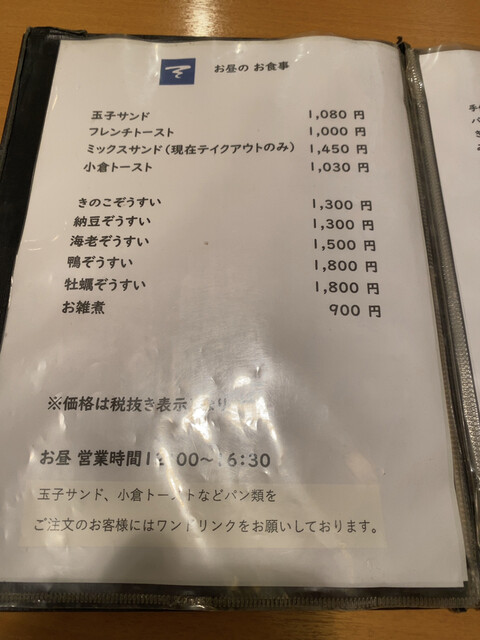 お昼の お食事
玉子サンド 1,080 円
フレンチトースト 1,000 円
ミックスサンド(現在テイクアウトのみ) 1,450 円
小倉トースト 1,030 円
きのこぞうすい 1,300 円
納豆ぞうすい 1,300 円
海老ぞうすい 1,500 円
鴨ぞうすい 1,800 円
牡蠣ぞうすい 1,800 円
お雑煮 900 円
※価格は税抜き表示
お昼 営業時間 00～16:30
玉子サンド、小倉トーストなどパン類を
ご注文のお客様にはワンドリンクをお願いしております。